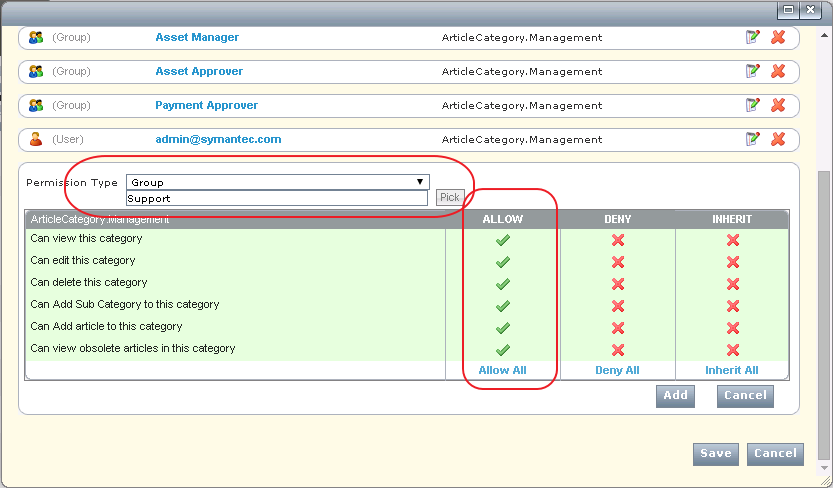 (Group) Asset Manager ArticleCategory.Management
(Group) Asset Approver ArticleCategory.Management
(Group) Payment Approver ArticleCategory.Management
(User) admin@symantec.com ArticleCategory.Management
Permission Type Group
Support Pick
ArticleCategory.Management ALLOW DENY INHERIT
Can view this category
Can edit this category
Can delete this category
Can Add Sub Category to this category
Can Add article to this category
Can view obsolete articles in this category
Allow All Deny All Inherit All
Add Cancel
Save Cancel